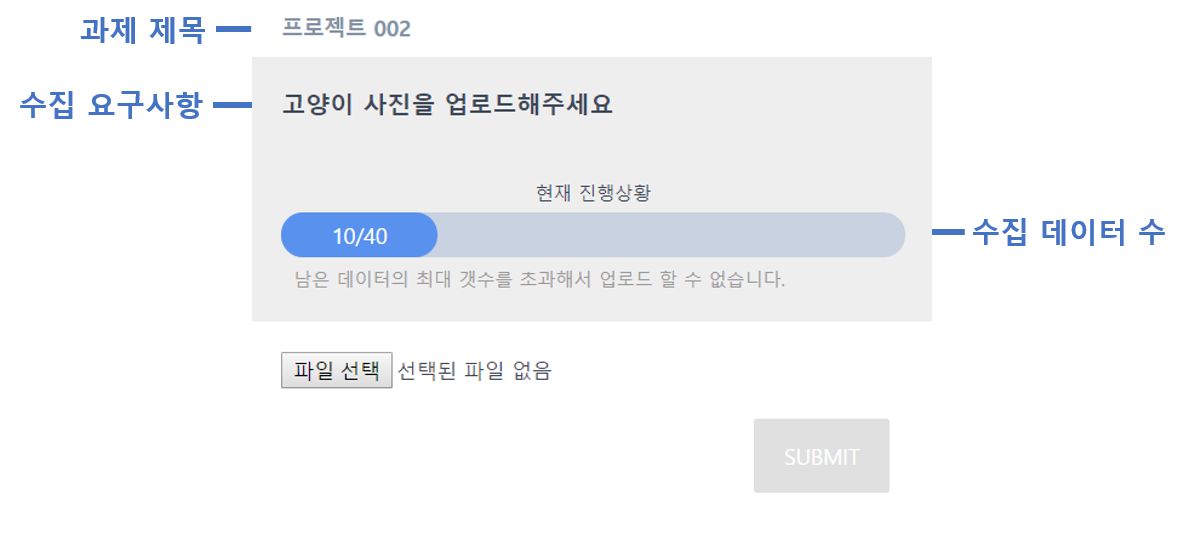 과제 제목
프로젝트 002
수집 요구사항
고양이 사진을 업로드해주세요
현재 진행상황
10/40
수집 데이터 수
남은 데이터의 최대 갯수를 초과해서 업로드 할 수 없습니다.
파일 선택 선택된 파일 없음
SUBMIT